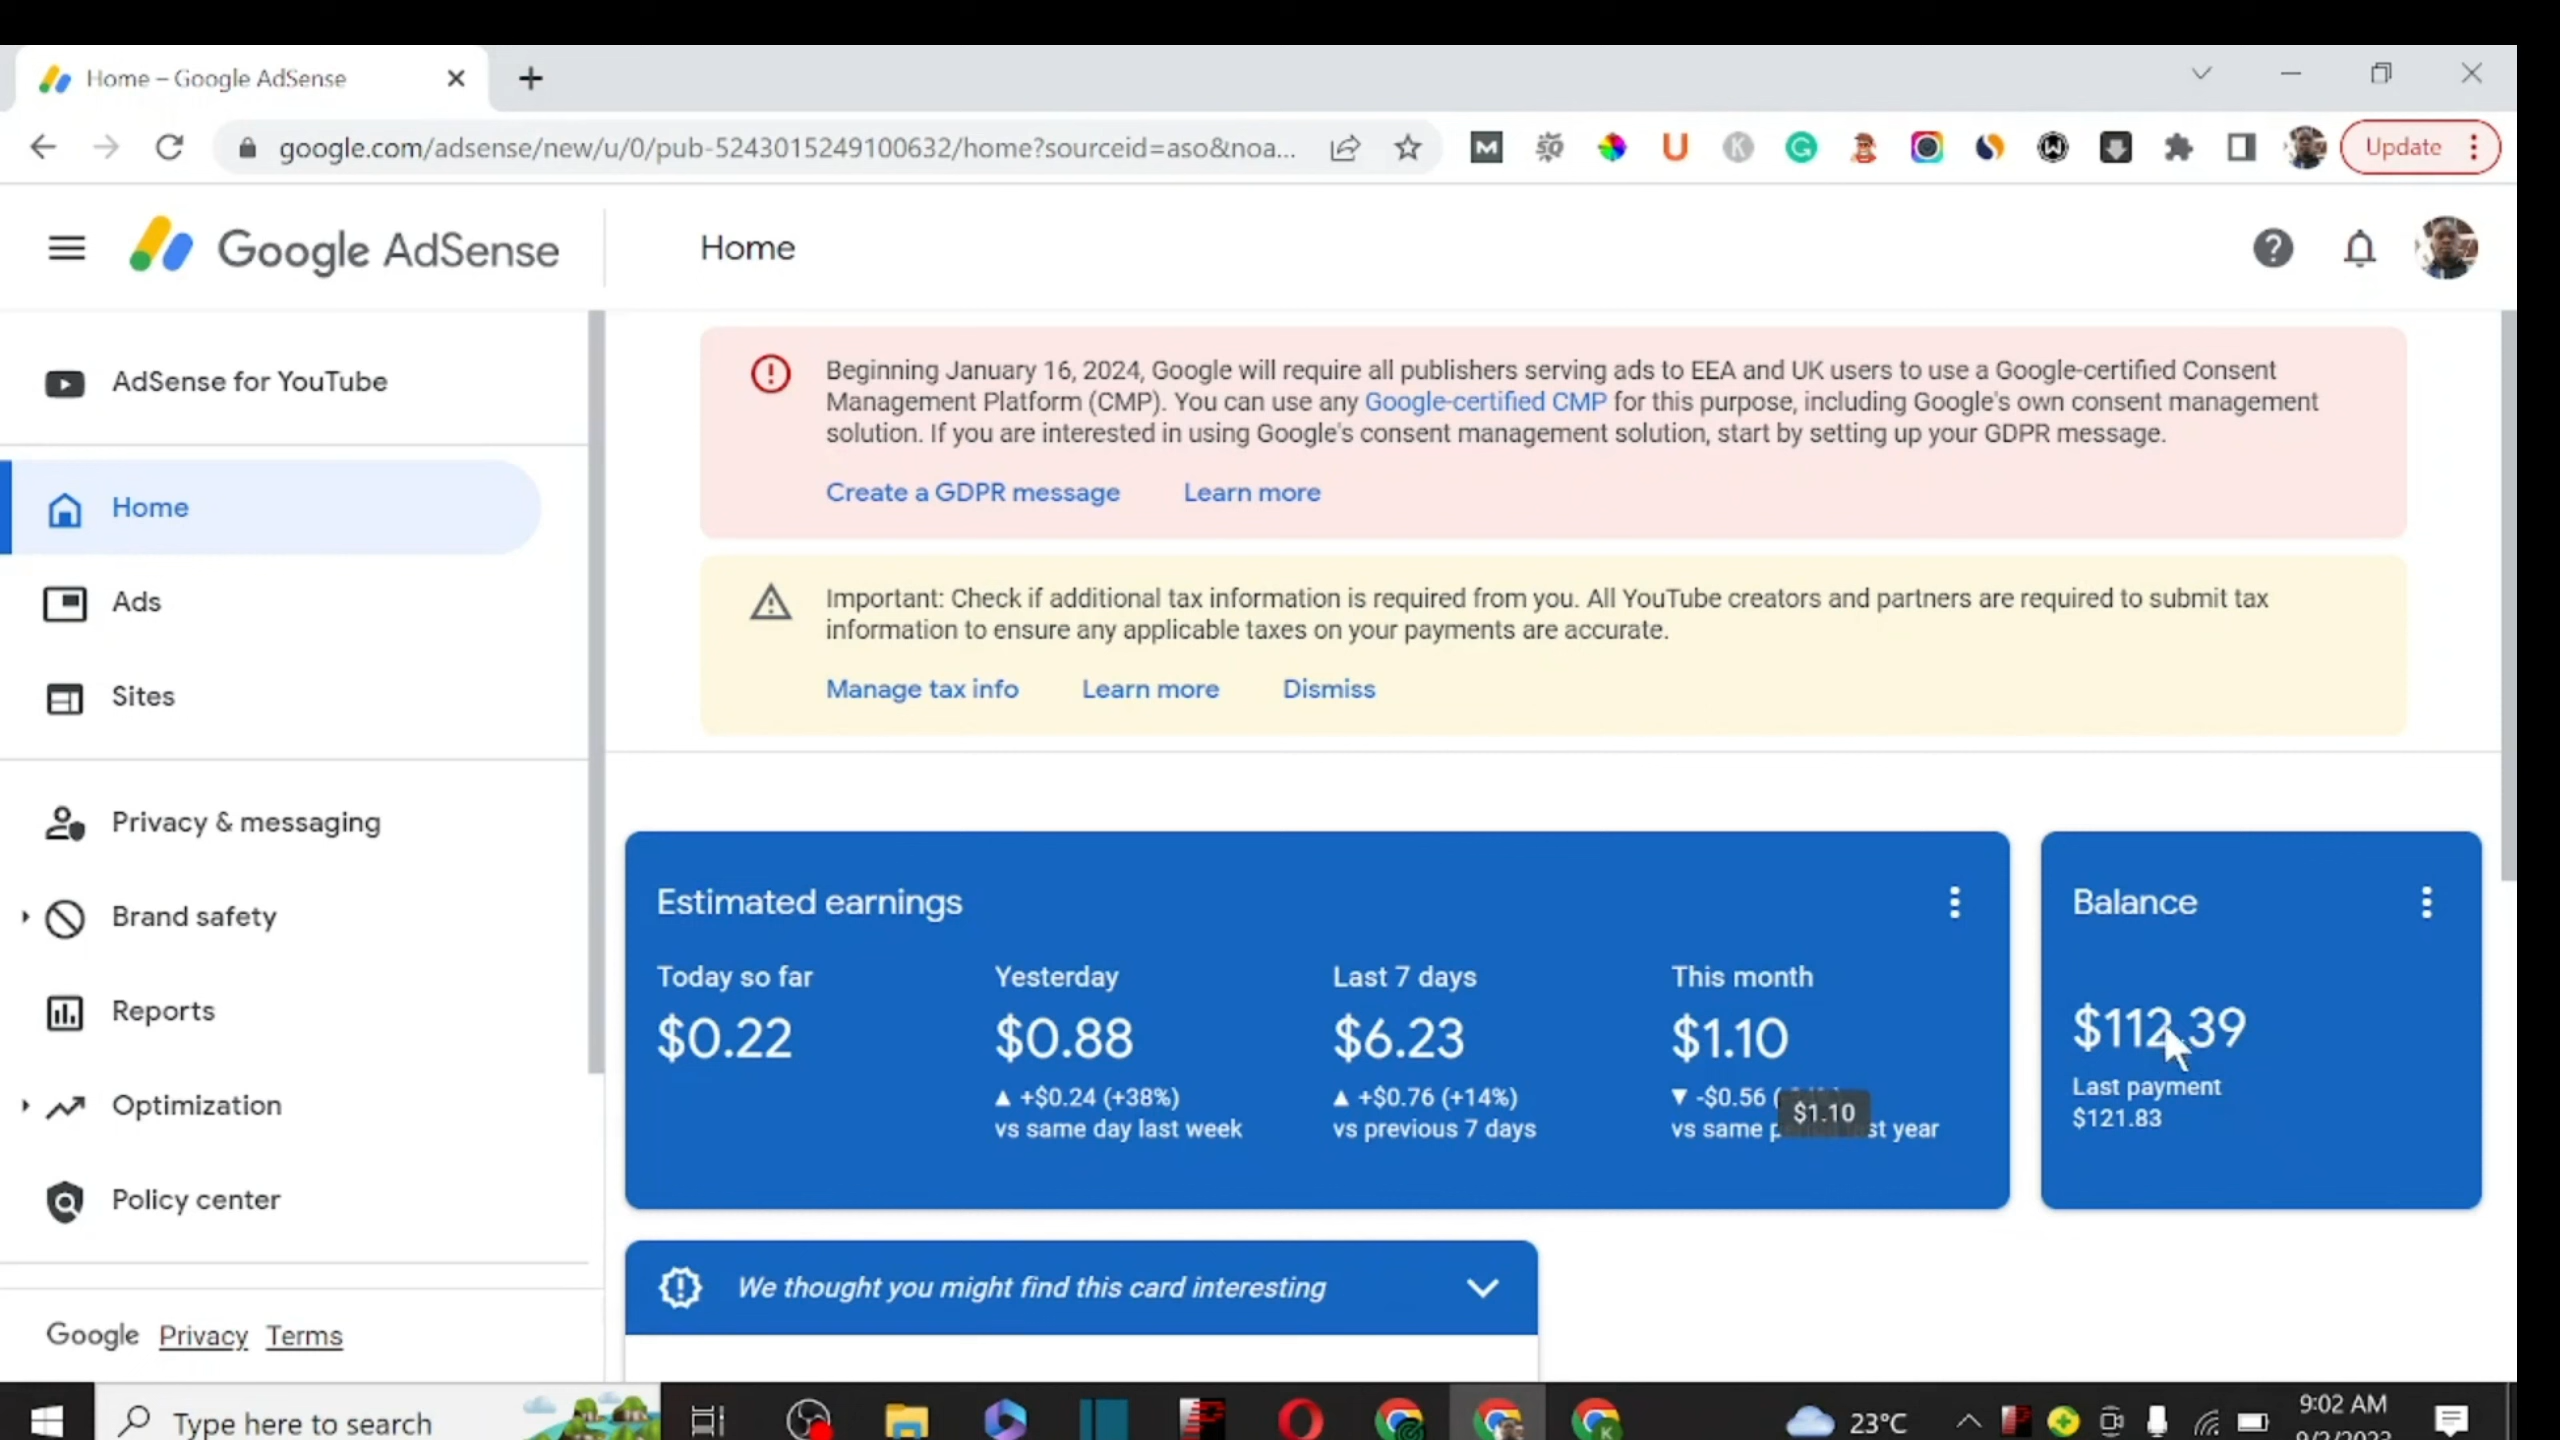 Home – Google AdSense
google.com/adsense/new/u/0/pub-5243015249100632/home?sourceid=aso&noa...
Update
Google AdSense
Home
AdSense for YouTube
Home
Ads
Sites
Privacy & messaging
Brand safety
Reports
Optimization
Policy center
Google Privacy Terms
Beginning January 16, 2024, Google will require all publishers serving ads to EEA and UK users to use a Google-certified Consent
Management Platform (CMP). You can use any Google-certified CMP for this purpose, including Google's own consent management
solution. If you are interested in using Google's consent management solution, start by setting up your GDPR message.
Create a GDPR message Learn more
Important: Check if additional tax information is required from you. All YouTube creators and partners are required to submit tax
information to ensure any applicable taxes on your payments are accurate.
Manage tax info Learn more Dismiss
Estimated earnings
Today so far
$0.22
Yesterday
$0.88
▲ +$0.24 (+38%)
vs same day last week
Last 7 days
$6.23
▲ +$0.76 (+14%)
vs previous 7 days
This month
$1.10
▼ -$0.56 (
$1.10
vs same st year
Balance
$112.39
Last payment
$121.83
We thought you might find this card interesting
Type here to search
23°C
9:02 AM